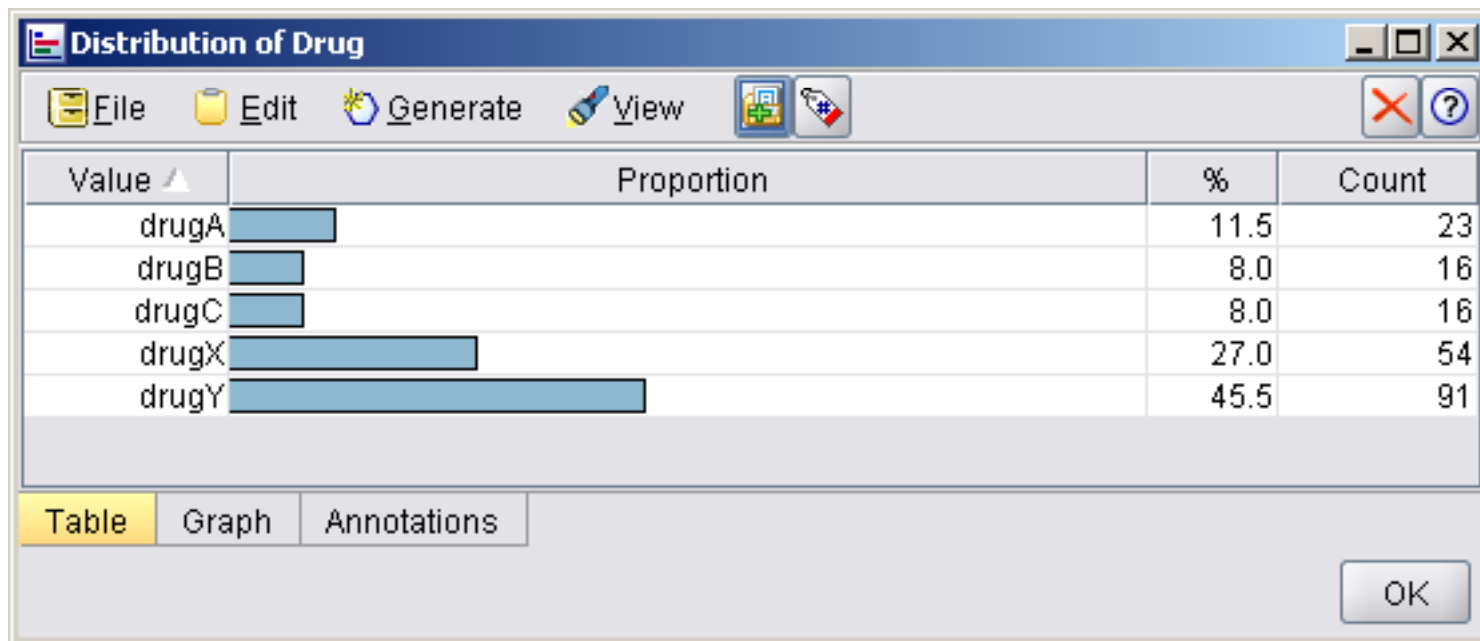 Distribution of Drug
File Edit Generate View
Value Proportion % Count
drugA 11.5 23
drugB 8.0 16
drugC 8.0 16
drugX 27.0 54
drugY 45.5 91
Table Graph Annotations
OK